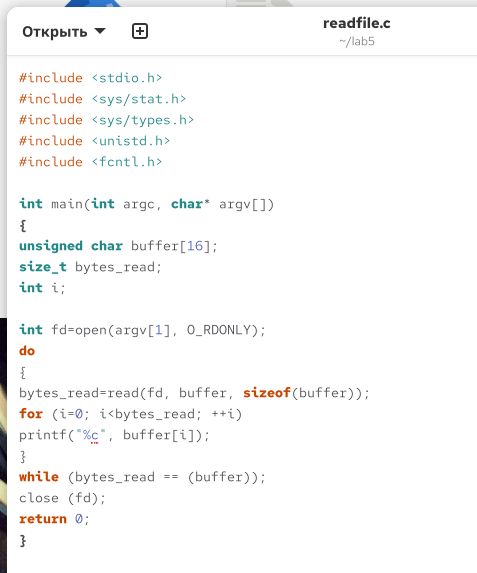 Открыть
readfile.c
~/lab5
#include <stdio.h>
#include <sys/stat.h>
#include <sys/types.h>
#include <unistd.h>
#include <fcntl.h>
int main(int argc, char* argv[])
{
unsigned char buffer[16];
size_t bytes_read;
int i;
int fd=open(argv[1], O_RDONLY);
do
{
bytes_read=read(fd, buffer, sizeof(buffer));
for (i=0; i<bytes_read; ++i)
printf("%c", buffer[i]);
}
while (bytes_read == (buffer));
close (fd);
return 0;
}